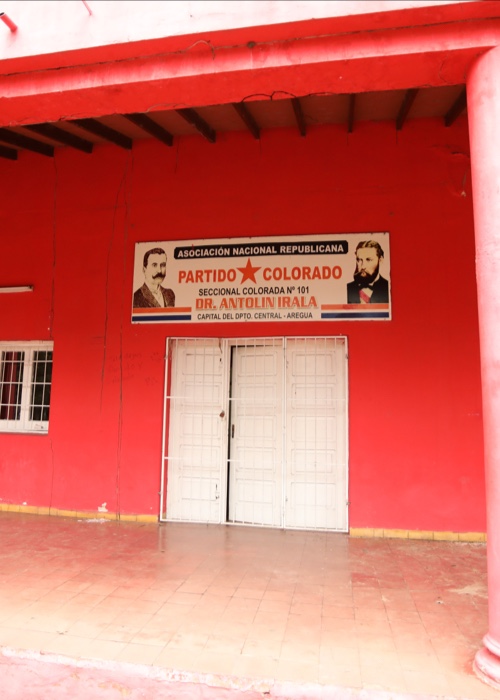 ASOCIACIÓN NACIONAL REPUBLICANA
PARTIDO COLORADO
SECCIONAL COLORADA Nº 101
DR. ANTOLIN IRALA
CAPITAL DEL DPTO. CENTRAL - AREGUA